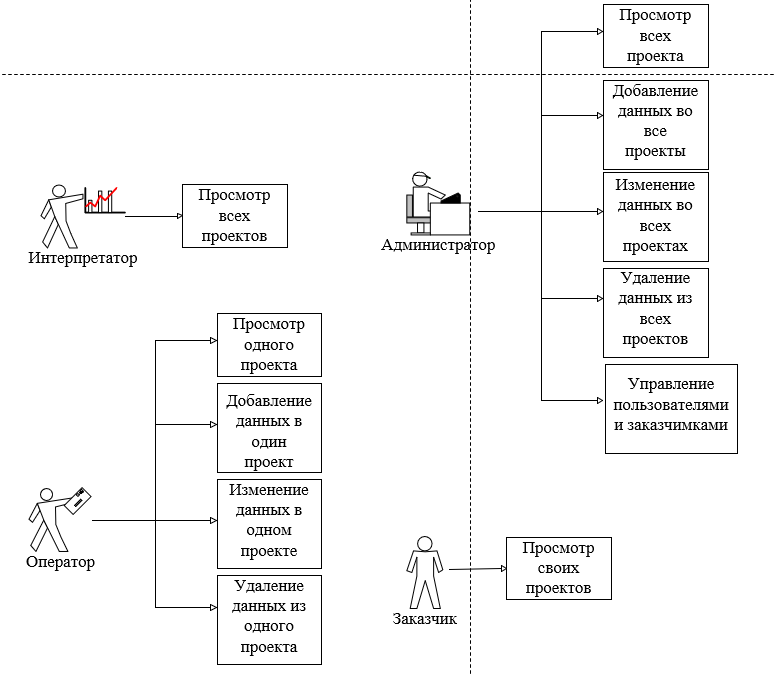 Просмотр
всех
проекта
Добавление
данных во
все
проекты
Изменение
данных во
всех
проектах
Удаление
данных из
всех
проектов
Управление
пользователями
и заказчимками
Администратор
Просмотр
всех
проектов
Интерпретатор
Просмотр
одного
проекта
Добавление
данных в
один
проект
Изменение
данных в
одном
проекте
Удаление
данных из
одного
проекта
Оператор
Просмотр
своих
проектов
Заказчик